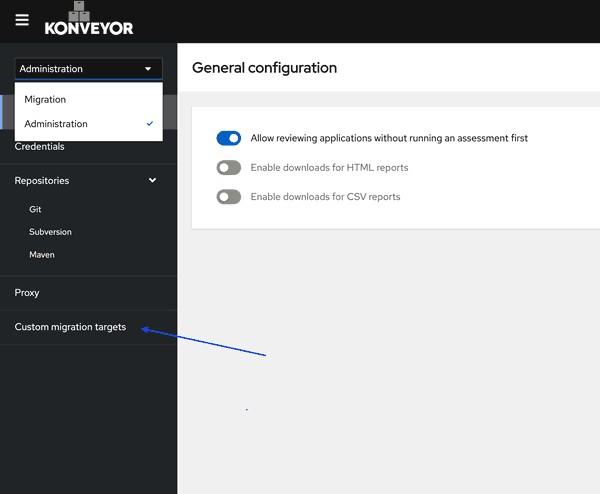 KONVEYOR
Administration
General configuration
Migration
Administration
Credentials
Allow reviewing applications without running an assessment first
Enable downloads for HTML reports
Enable downloads for CSV reports
Repositories
Git
Subversion
Maven
Proxy
Custom migration targets